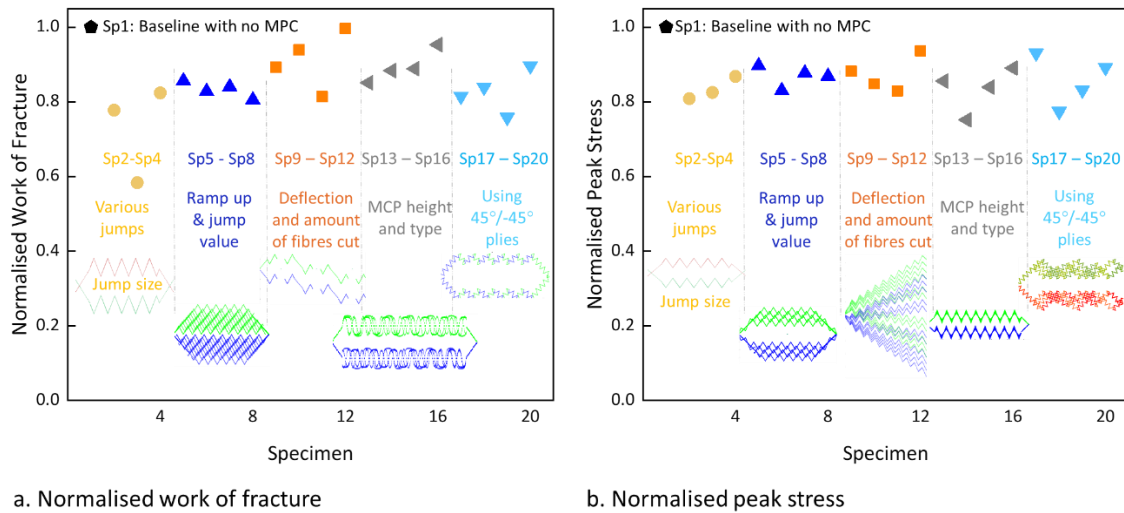 Sp1: Baseline with no MPC
1.0
0.8
0.6
0.4
0.2
0.0
Normalised Work of Fracture
Sp2-Sp4
Various
jumps
Jump size
Sp5 - Sp8
Ramp up
& jump
value
Sp9 – Sp12
Deflection
and amount
of fibres cut
Sp13 – Sp16
MCP height
and type
Sp17 – Sp20
Using
45°/-45°
plies
4
8
12
16
20
Specimen
a. Normalised work of fracture
Sp1: Baseline with no MPC
1.0
0.8
0.6
0.4
0.2
0.0
Normalised Peak Stress
Sp2-Sp4
Various
jumps
Jump size
Sp5 - Sp8
Ramp up
& jump
value
Sp9 – Sp12
Deflection
and amount
of fibres cut
Sp13 – Sp16
MCP height
and type
Sp17 – Sp20
Using
45°/-45°
plies
4
8
12
16
20
Specimen
b. Normalised peak stress